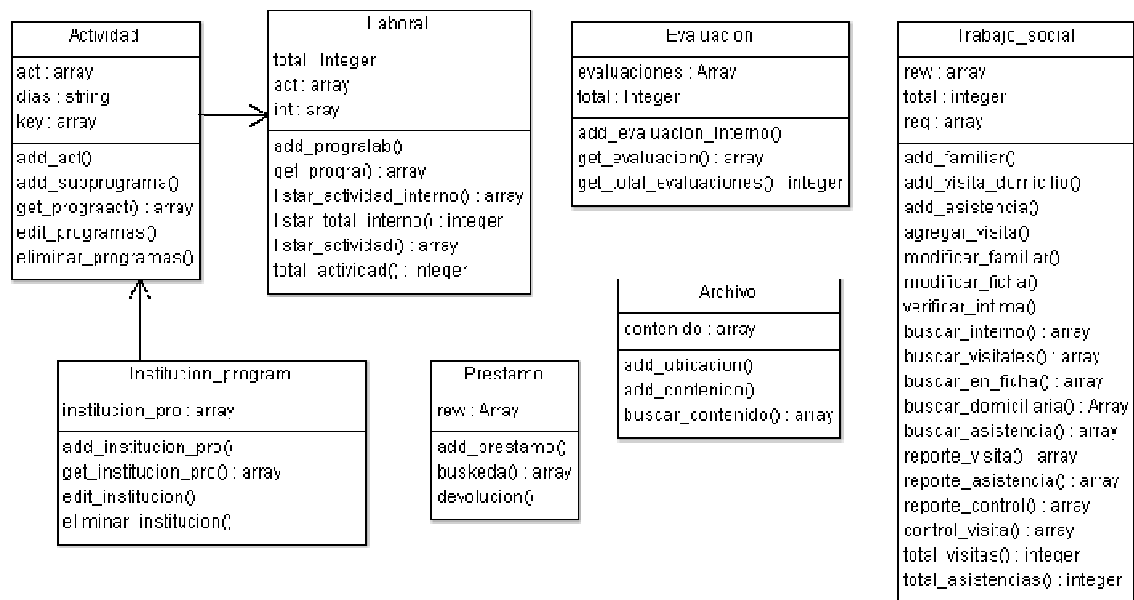 Actividad
act : array
dias : string
key : array
add_act()
add_subprograma()
get_prograact() : array
edit_programas()
eliminar_programas()
Laboral
total : Integer
act : array
int : aray
add_progralab()
get_progra() : array
listar_actividad_interno() : array
listar_total_interno() : integer
listar_actividad() : array
total_actividad() : integer
Evaluacion
evaluaciones : Array
total : Integer
add_evaluacion_interno()
get_evaluacion() : array
get_total_evaluaciones() : integer
Trabajo_social
rew : array
total : integer
req : array
add_familiar()
add_visita_domicilio()
add_asistencia()
agregar_visita()
modificar_familiar()
modificar_ficha()
verificar_intima()
buscar_interno() : array
buscar_visitates() : array
buscar_en_ficha() : array
buscar_domiciliaria() : Array
buscar_asistencia() : array
reporte_visita() : array
reporte_asistencia() : array
reporte_control() : array
control_visita() : array
total_visitas() : integer
total_asistencias() : integer
Institucion_program
institucion_pro : array
add_institucion_pro()
get_institucion_pro() : array
edit_institucion()
eliminar_institucion()
Prestamo
rew : Array
add_prestamo()
buskeda() : array
devolucion()
Archivo
contenido : array
add_ubicacion()
add_contenico()
buscar_contenido() : array